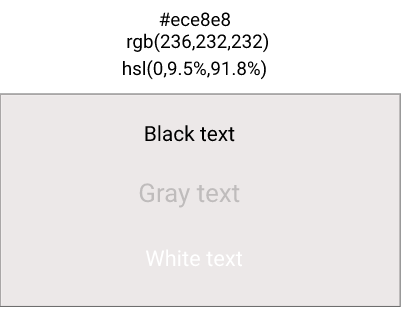 #ece8e8
rgb(236,232,232)
hsl(0,9.5%,91.8%)
Black text
Gray text
White text